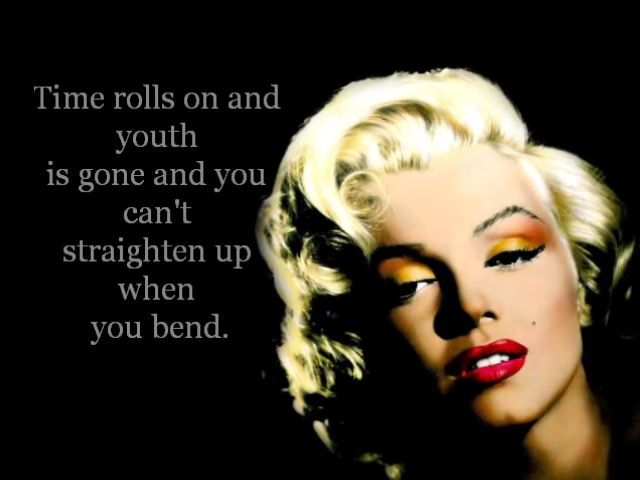 Time rolls on and
youth
is gone and you
can't
straighten up
when
you bend.